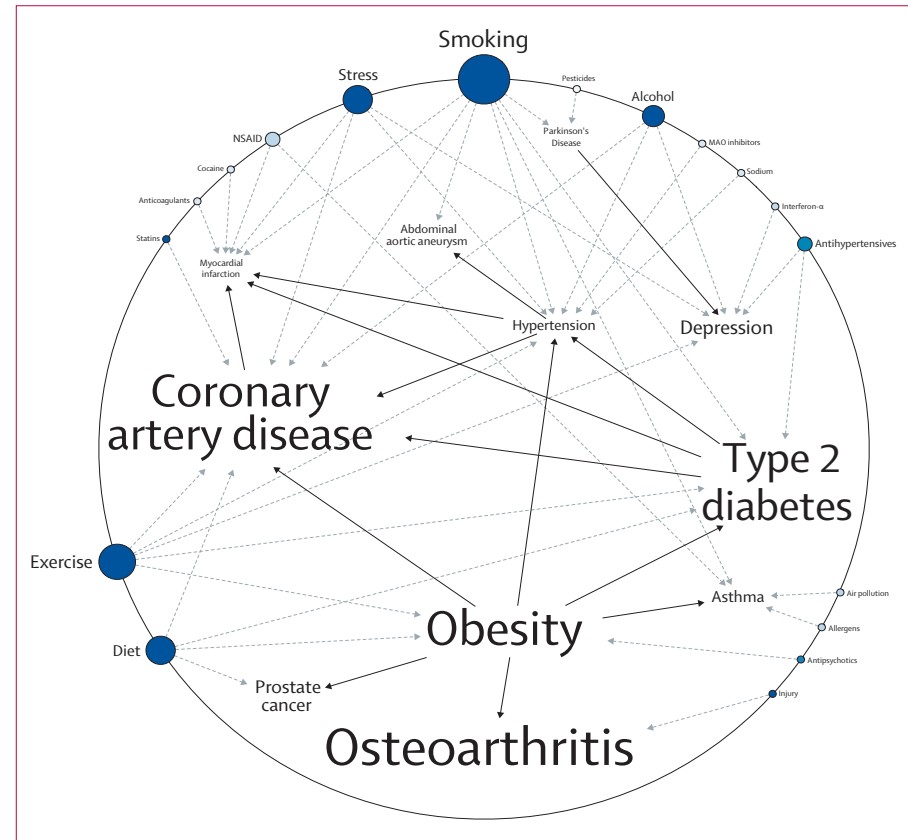 Smoking
Stress
Pesticides
Alcohol
NSAID
Parkinson's
Disease
MAO inhibitors
Cocaine
Sodium
Anticoagulants
Interferon-α
Statins
Abdominal
aortic aneurysm
Antihypertensives
Myocardial
infarction
Hypertension
Depression
Coronary
artery disease
Type 2
diabetes
Exercise
Asthma
Air pollution
Obesity
Allergens
Diet
Antipsychotics
Prostate
cancer
Injury
Osteoarthritis